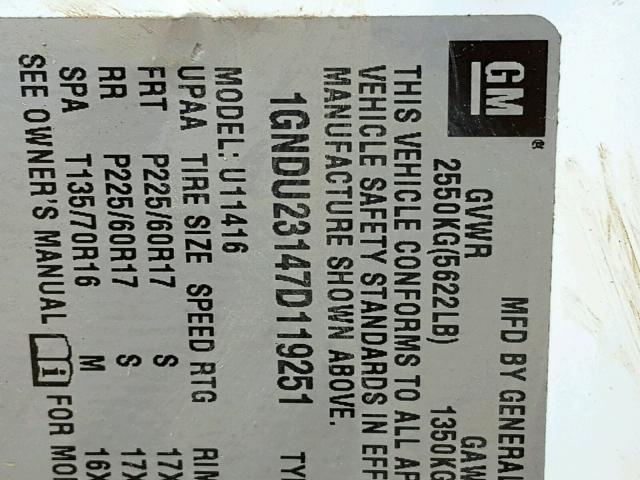 GM
MFD BY GENERAL
GVWR GAW
2550KG(5622LB) 1350KG
THIS VEHICLE CONFORMS TO ALL AP
VEHICLE SAFETY STANDARDS IN EFF
MANUFACTURE SHOWN ABOVE.
1GNDU23147D119251 TYP
MODEL: U11416
UPAA TIRE SIZE SPEED RTG RIM
FRT P225/60R17 S 17X
RR P225/60R17 S 17X
SPA T135/70R16 M 16X
SEE OWNER'S MANUAL i FOR MOR